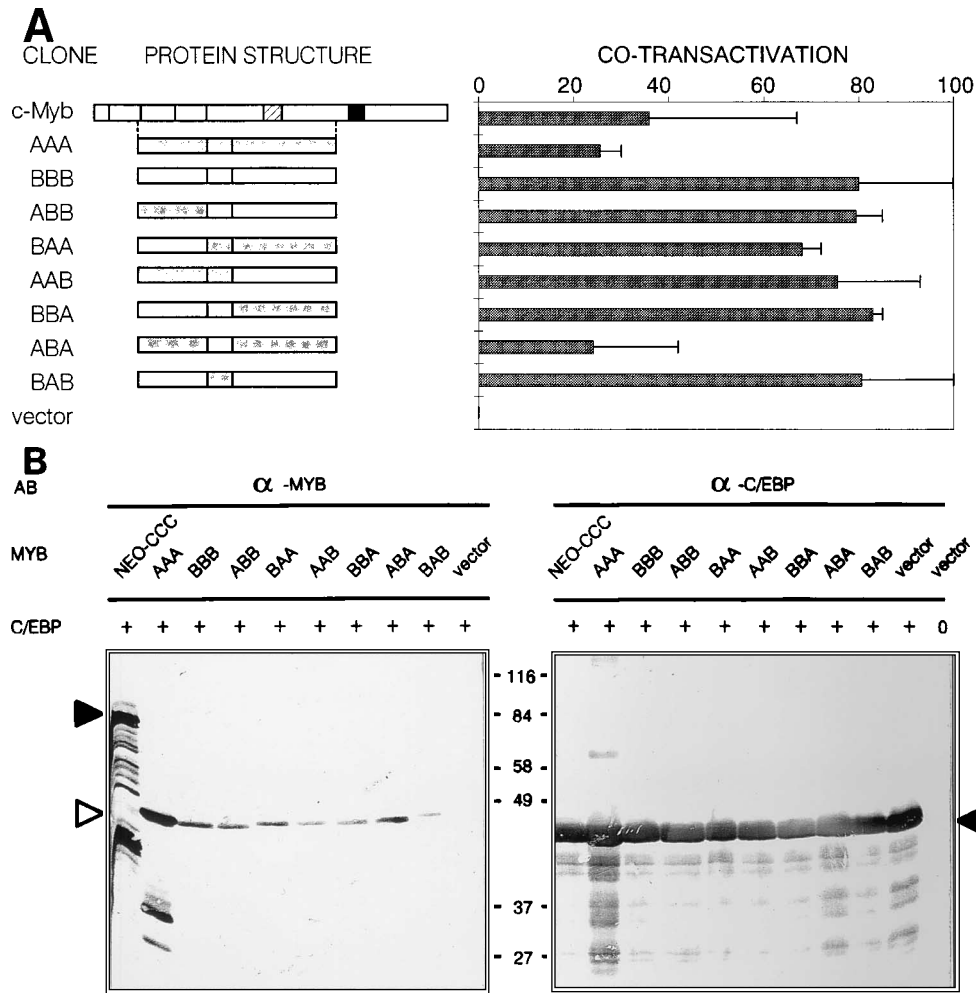 A
CLONE PROTEIN STRUCTURE CO-TRANSACTIVATION
0 20 40 60 80 100
c-Myb
AAA
BBB
ABB
BAA
AAB
BBA
ABA
BAB
vector
B
AB α -MYB α -C/EBP
MYB NEO-CCC AAA BBB ABB BAA AAB BBA ABA BAB vector NEO-CCC AAA BBB ABB BAA AAB BBA ABA BAB vector vector
C/EBP + + + + + + + + + + + + + + + + + + + 0
- 116 -
- 84 -
- 58 -
- 49 -
- 37 -
- 27 -